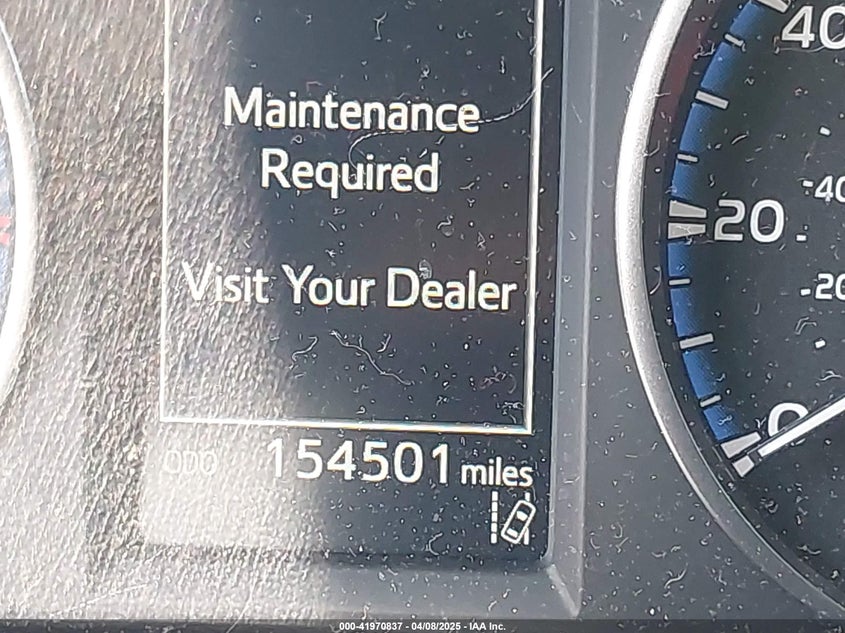 Maintenance
Required
Visit Your Dealer
ODO 154501 miles
40
20
0
-40
-20
000-41970837 - 04/08/2025 - IAA Inc.